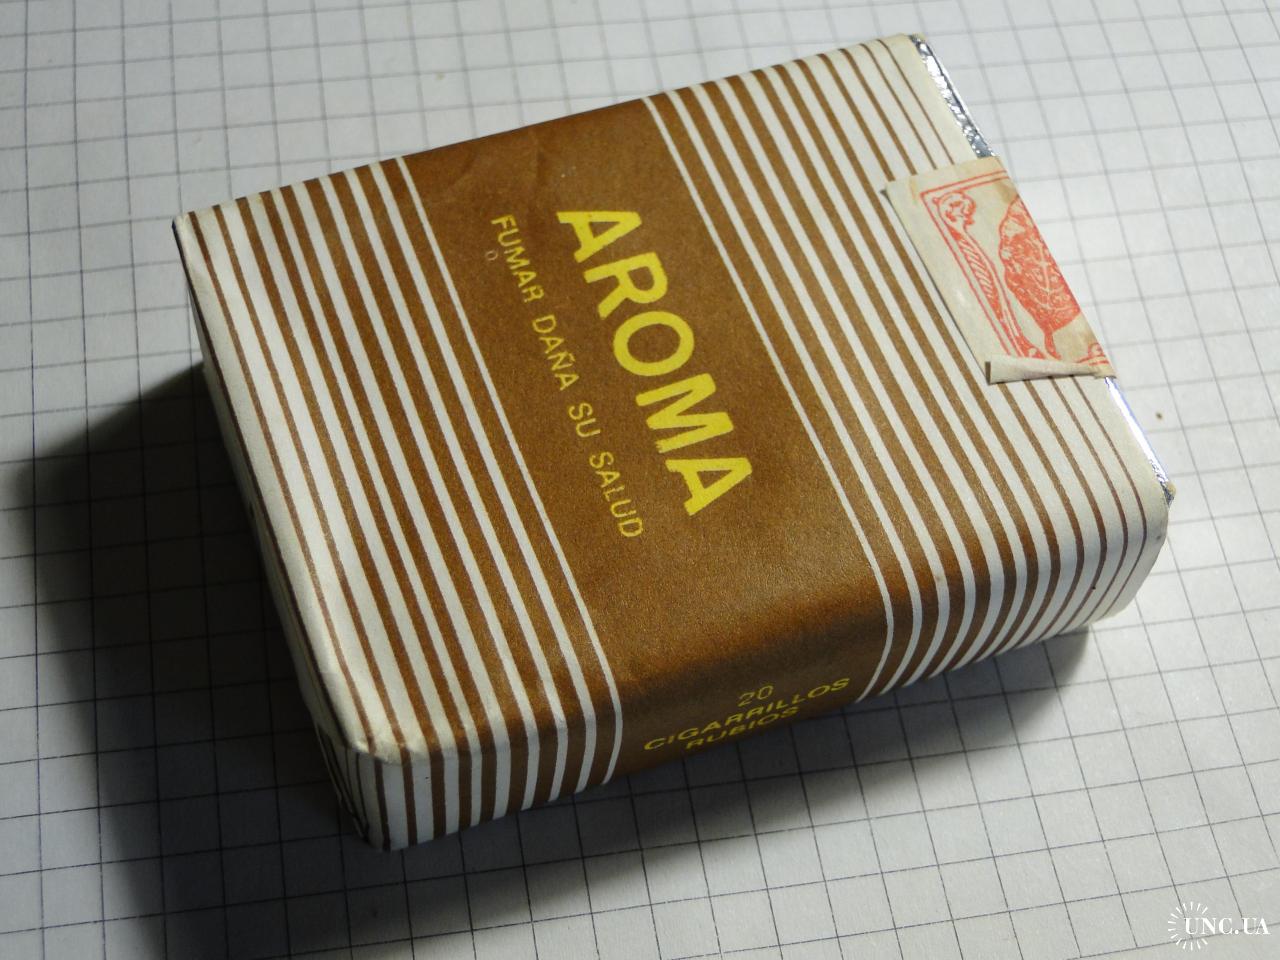 AROMA
FUMAR DAÑA SU SALUD
20
CIGARRILLOS
RUBIOS
UNC.UA